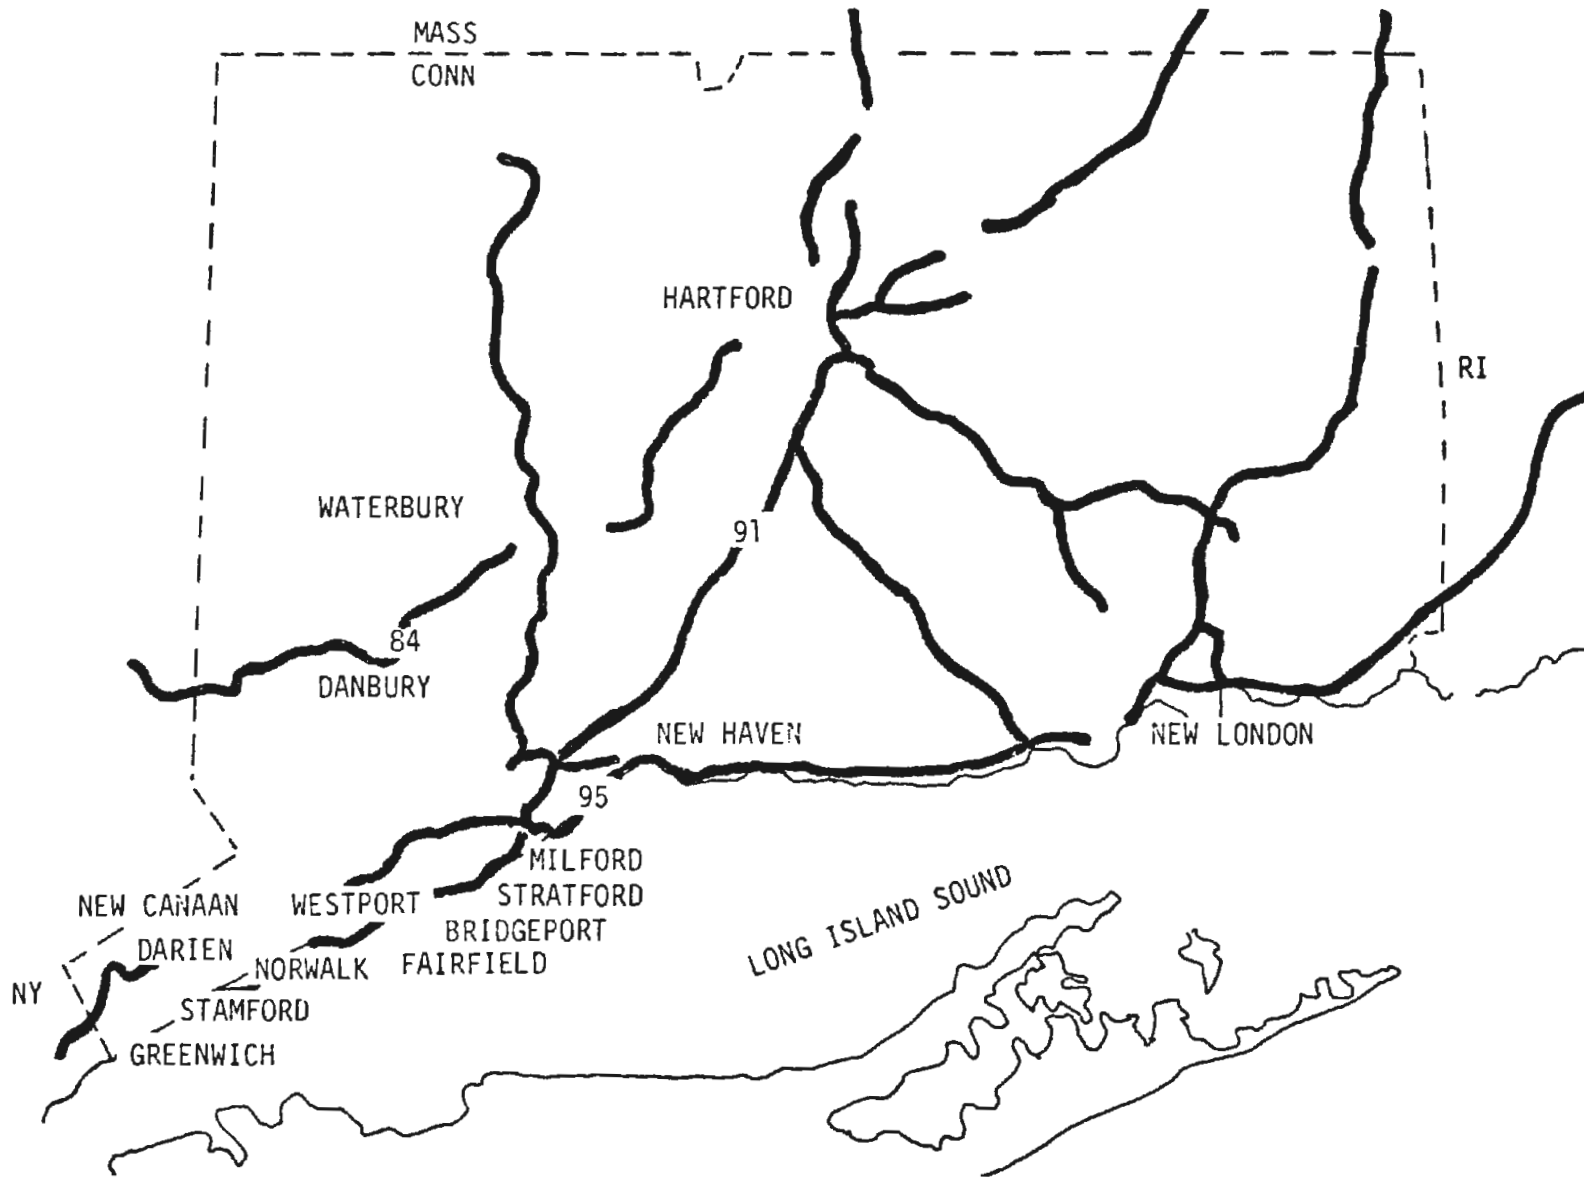 MASS
CONN
HARTFORD
RI
WATERBURY
91
84
DANBURY
NEW HAVEN
NEW LONDON
95
MILFORD
NEW CANAAN
WESTPORT
STRATFORD
BRIDGEPORT
DARIEN
NORWALK
FAIRFIELD
LONG ISLAND SOUND
NY
STAMFORD
GREENWICH